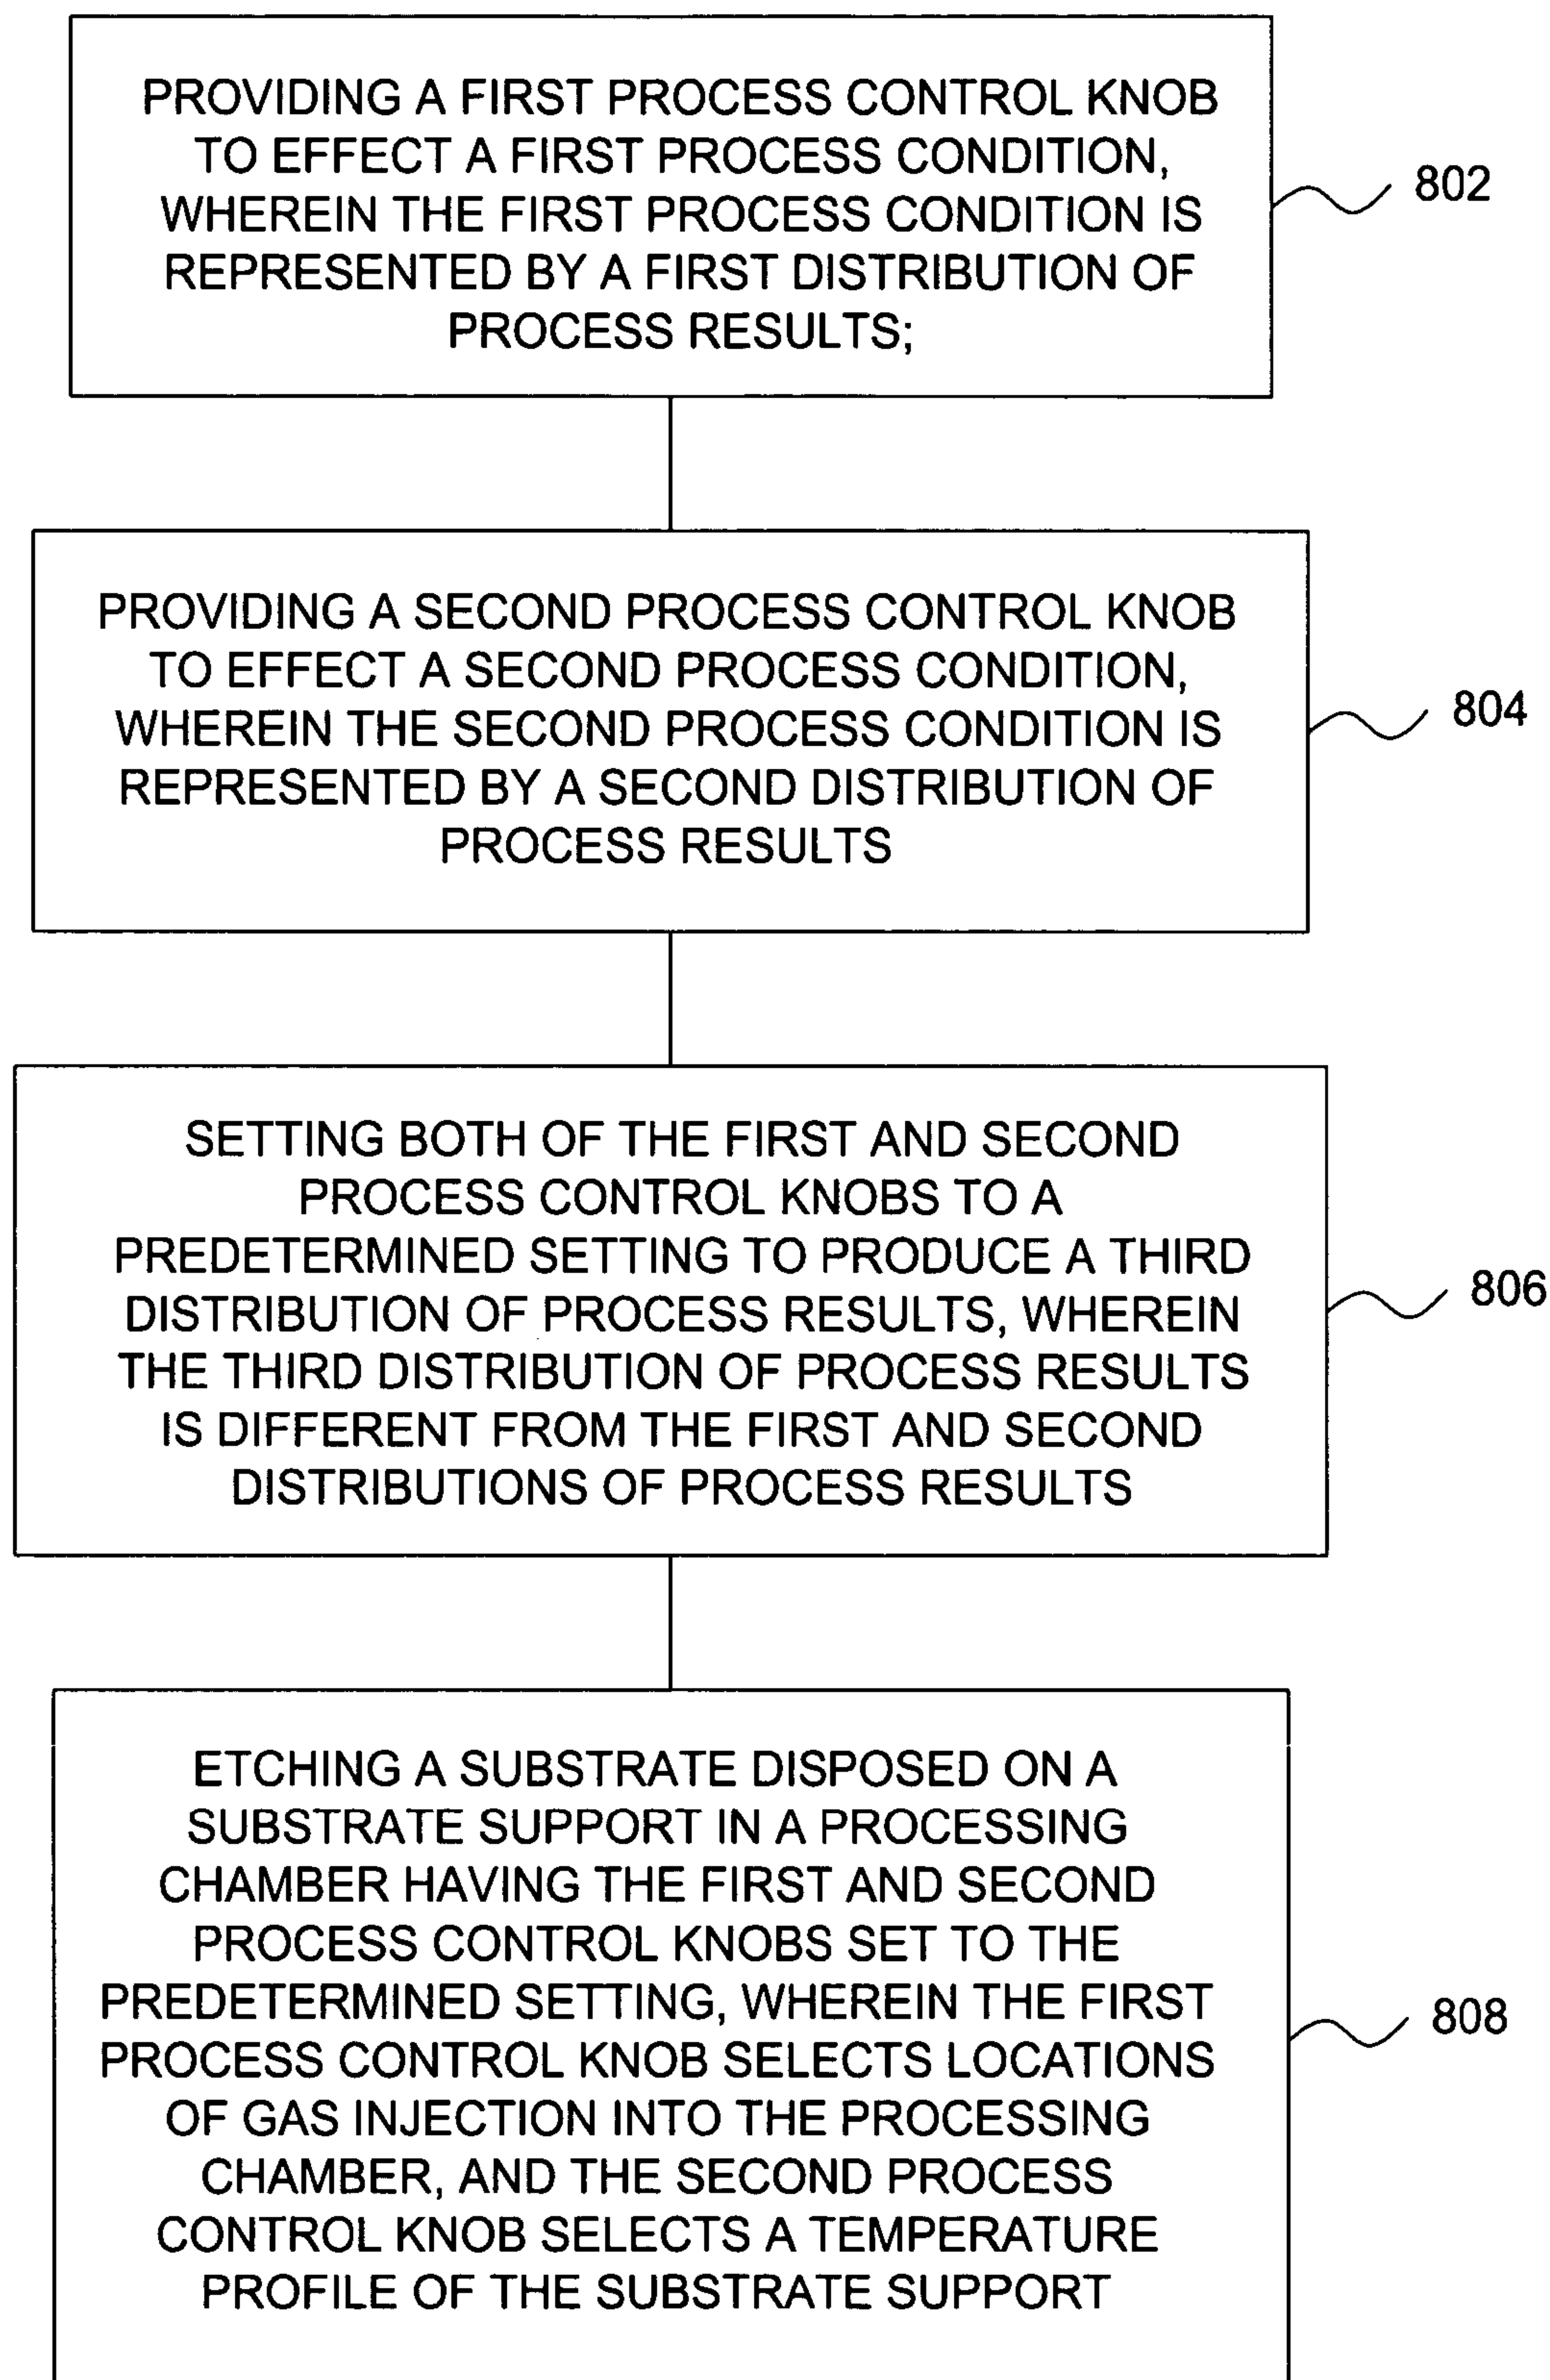 PROVIDING A FIRST PROCESS CONTROL KNOB
TO EFFECT A FIRST PROCESS CONDITION,
WHEREIN THE FIRST PROCESS CONDITION IS
REPRESENTED BY A FIRST DISTRIBUTION OF
PROCESS RESULTS;
802
PROVIDING A SECOND PROCESS CONTROL KNOB
TO EFFECT A SECOND PROCESS CONDITION,
WHEREIN THE SECOND PROCESS CONDITION IS
REPRESENTED BY A SECOND DISTRIBUTION OF
PROCESS RESULTS
804
SETTING BOTH OF THE FIRST AND SECOND
PROCESS CONTROL KNOBS TO A
PREDETERMINED SETTING TO PRODUCE A THIRD
DISTRIBUTION OF PROCESS RESULTS, WHEREIN
THE THIRD DISTRIBUTION OF PROCESS RESULTS
IS DIFFERENT FROM THE FIRST AND SECOND
DISTRIBUTIONS OF PROCESS RESULTS
806
ETCHING A SUBSTRATE DISPOSED ON A
SUBSTRATE SUPPORT IN A PROCESSING
CHAMBER HAVING THE FIRST AND SECOND
PROCESS CONTROL KNOBS SET TO THE
PREDETERMINED SETTING, WHEREIN THE FIRST
PROCESS CONTROL KNOB SELECTS LOCATIONS
OF GAS INJECTION INTO THE PROCESSING
CHAMBER, AND THE SECOND PROCESS
CONTROL KNOB SELECTS A TEMPERATURE
PROFILE OF THE SUBSTRATE SUPPORT
808